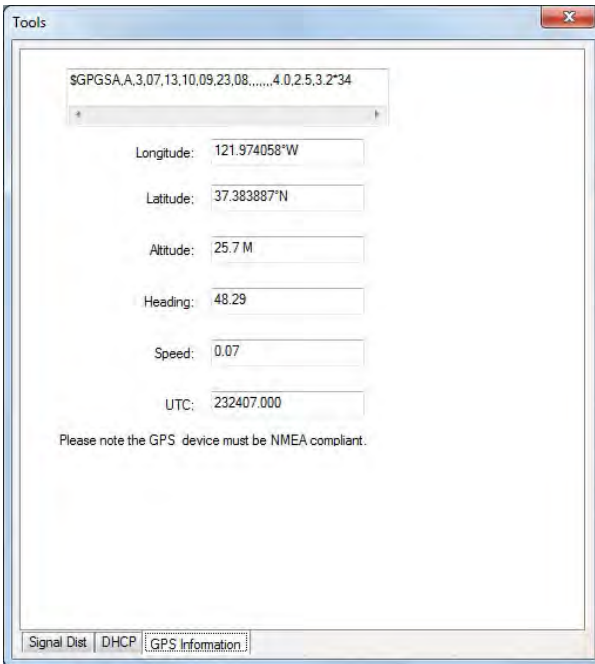 Tools
$GPGSA,A,3,07,13,10,09,23,08,,,,,,,4.0,2.5,3.2*34
Longitude: 121.974058°W
Latitude: 37.383887°N
Altitude: 25.7 M
Heading: 48.29
Speed: 0.07
UTC: 232407.000
Please note the GPS device must be NMEA compliant.
Signal Dist DHCP GPS Information